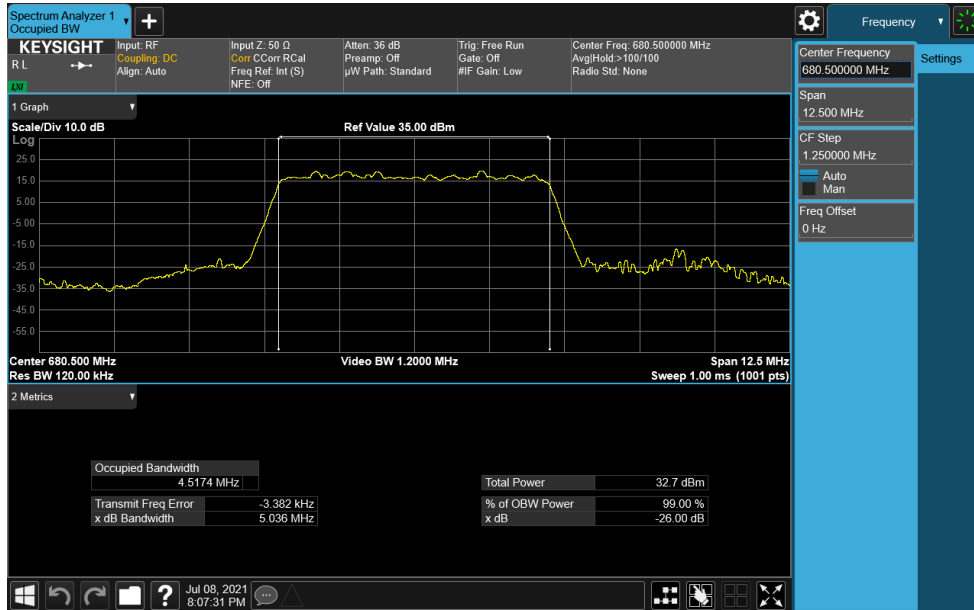 Spectrum Analyzer 1
Occupied BW
Frequency
KEYSIGHT
R L
LXI
Input: RF
Coupling: DC
Align: Auto
Input Z: 50 Ω
Corr CCorr RCal
Freq Ref: Int (S)
NFE: Off
Atten: 36 dB
Preamp: Off
µW Path: Standard
Trig: Free Run
Gate: Off
#IF Gain: Low
Center Freq: 680.500000 MHz
Avg|Hold:>100/100
Radio Std: None
Center Frequency
680.500000 MHz
Settings
Span
12.500 MHz
CF Step
1.250000 MHz
Auto
Man
Freq Offset
0 Hz
1 Graph
Scale/Div 10.0 dB
Ref Value 35.00 dBm
Log
25.0
15.0
5.00
-5.00
-15.0
-25.0
-35.0
-45.0
-55.0
Center 680.500 MHz
Video BW 1.2000 MHz
Span 12.5 MHz
Res BW 120.00 kHz
Sweep 1.00 ms (1001 pts)
2 Metrics
Occupied Bandwidth
4.5174 MHz
Transmit Freq Error -3.382 kHz
x dB Bandwidth 5.036 MHz
Total Power 32.7 dBm
% of OBW Power 99.00 %
x dB -26.00 dB
?
Jul 08, 2021
8:07:31 PM